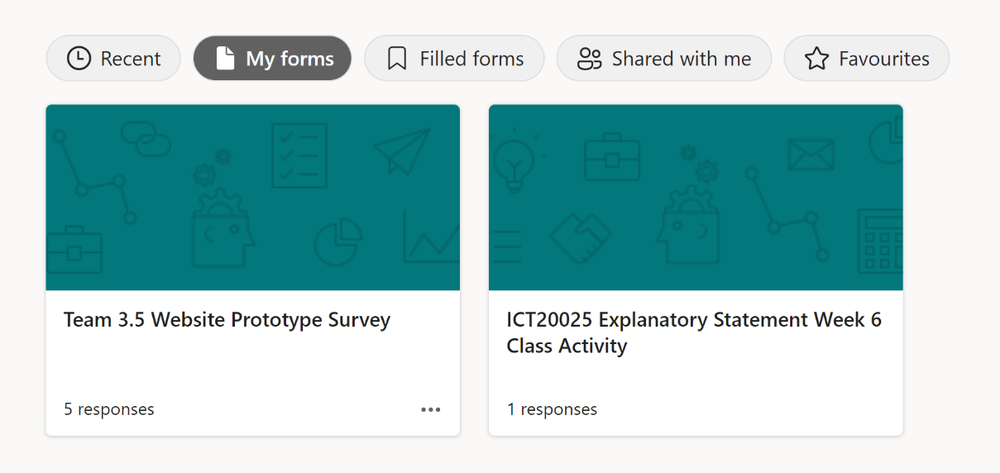 Recent
My forms
Filled forms
Shared with me
Favourites
Team 3.5 Website Prototype Survey
5 responses
ICT20025 Explanatory Statement Week 6
Class Activity
1 responses